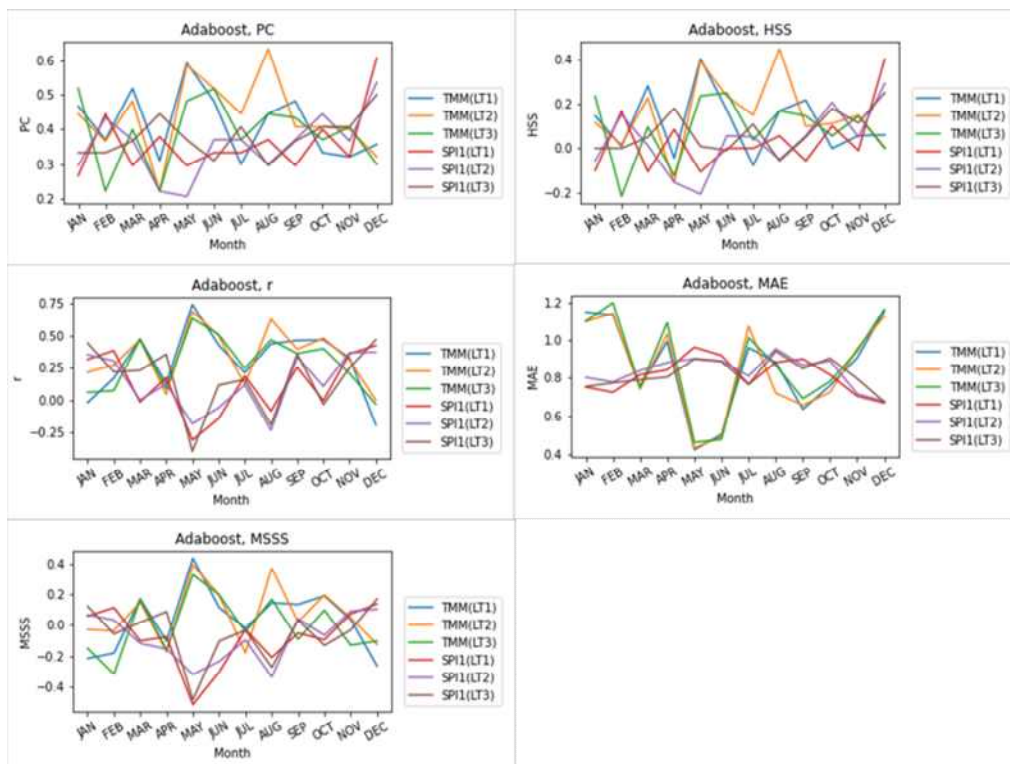 Adaboost, PC
0.6
0.5
0.4
0.3
0.2
PC
JAN FEB MAR APR MAY JUN JUL AUG SEP OCT NOV DEC
Month
TMM(LT1)
TMM(LT2)
TMM(LT3)
SPI1(LT1)
SPI1(LT2)
SPI1(LT3)
Adaboost, HSS
0.4
0.2
0.0
-0.2
HSS
JAN FEB MAR APR MAY JUN JUL AUG SEP OCT NOV DEC
Month
TMM(LT1)
TMM(LT2)
TMM(LT3)
SPI1(LT1)
SPI1(LT2)
SPI1(LT3)
Adaboost, r
0.75
0.50
0.25
0.00
-0.25
r
JAN FEB MAR APR MAY JUN JUL AUG SEP OCT NOV DEC
Month
TMM(LT1)
TMM(LT2)
TMM(LT3)
SPI1(LT1)
SPI1(LT2)
SPI1(LT3)
Adaboost, MAE
1.2
1.0
0.8
0.6
0.4
MAE
JAN FEB MAR APR MAY JUN JUL AUG SEP OCT NOV DEC
Month
TMM(LT1)
TMM(LT2)
TMM(LT3)
SPI1(LT1)
SPI1(LT2)
SPI1(LT3)
Adaboost, MSSS
0.4
0.2
0.0
-0.2
-0.4
MSSS
JAN FEB MAR APR MAY JUN JUL AUG SEP OCT NOV DEC
Month
TMM(LT1)
TMM(LT2)
TMM(LT3)
SPI1(LT1)
SPI1(LT2)
SPI1(LT3)